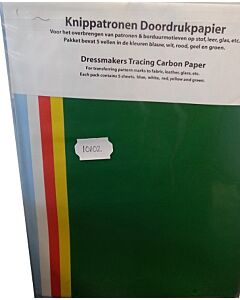 Knippatronen Doordrukpapier
Voor het overbrengen van patronen & borduurmotieven op stof, leer, glas, etc.
Pakket bevat 5 vellen in de kleuren blauw, wit, rood, geel en groen.
Dressmakers Tracing Carbon Paper
For transferring pattern marks to fabric, leather, glass, etc.
Each pack contains 5 sheets, blue, white, red, yellow and green.
10V02